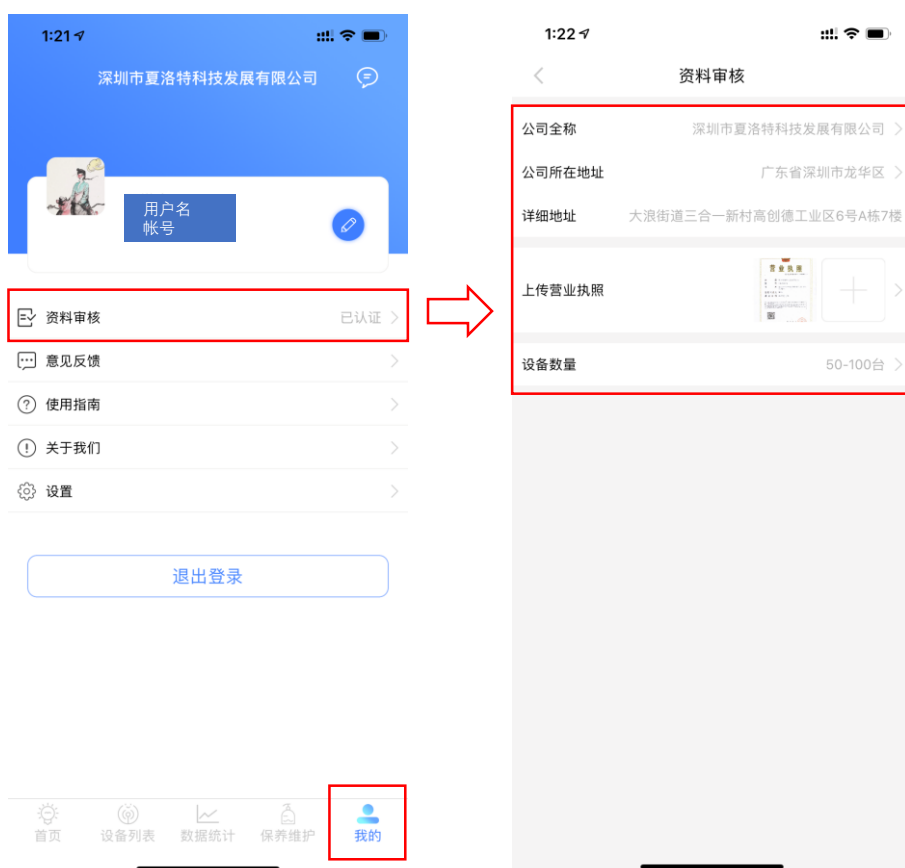 1:21
深圳市夏洛特科技发展有限公司
用户名
帐号
资料审核 已认证
意见反馈
使用指南
关于我们
设置
退出登录
首页 设备列表 数据统计 保养维护 我的
1:22
资料审核
公司全称 深圳市夏洛特科技发展有限公司
公司所在地址 广东省深圳市龙华区
详细地址 大浪街道三合一新村高创德工业区6号A栋7楼
上传营业执照
营业执照
设备数量 50-100台